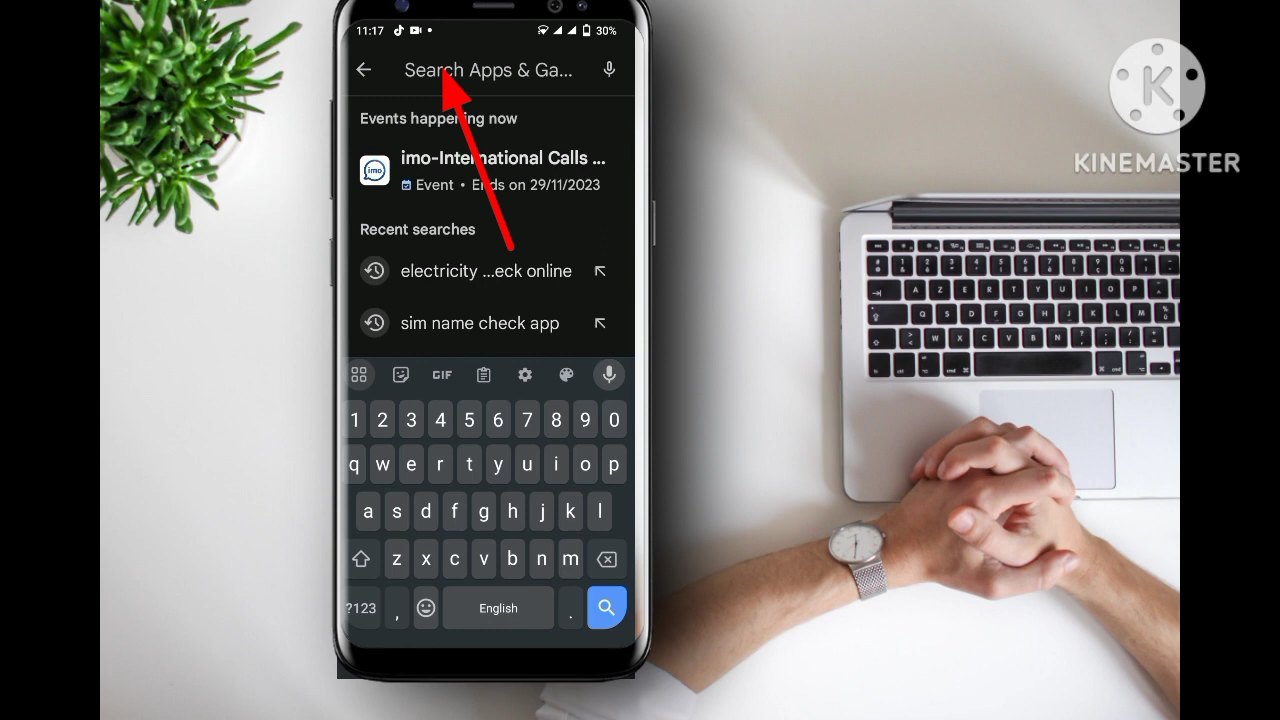 11:17
30%
Search Apps & Ga...
Events happening now
imo-International Calls ...
imo
Event • Ends on 29/11/2023
Recent searches
electricity ...eck online
sim name check app
GIF
1 2 3 4 5 6 7 8 9 0
q w e r t y u i o p
a s d f g h j k l
z x c v b n m
?123 , English .
K
KINEMASTER
A Z E R T Y U I O P
Q S D F G H J K L M
W X C V B N